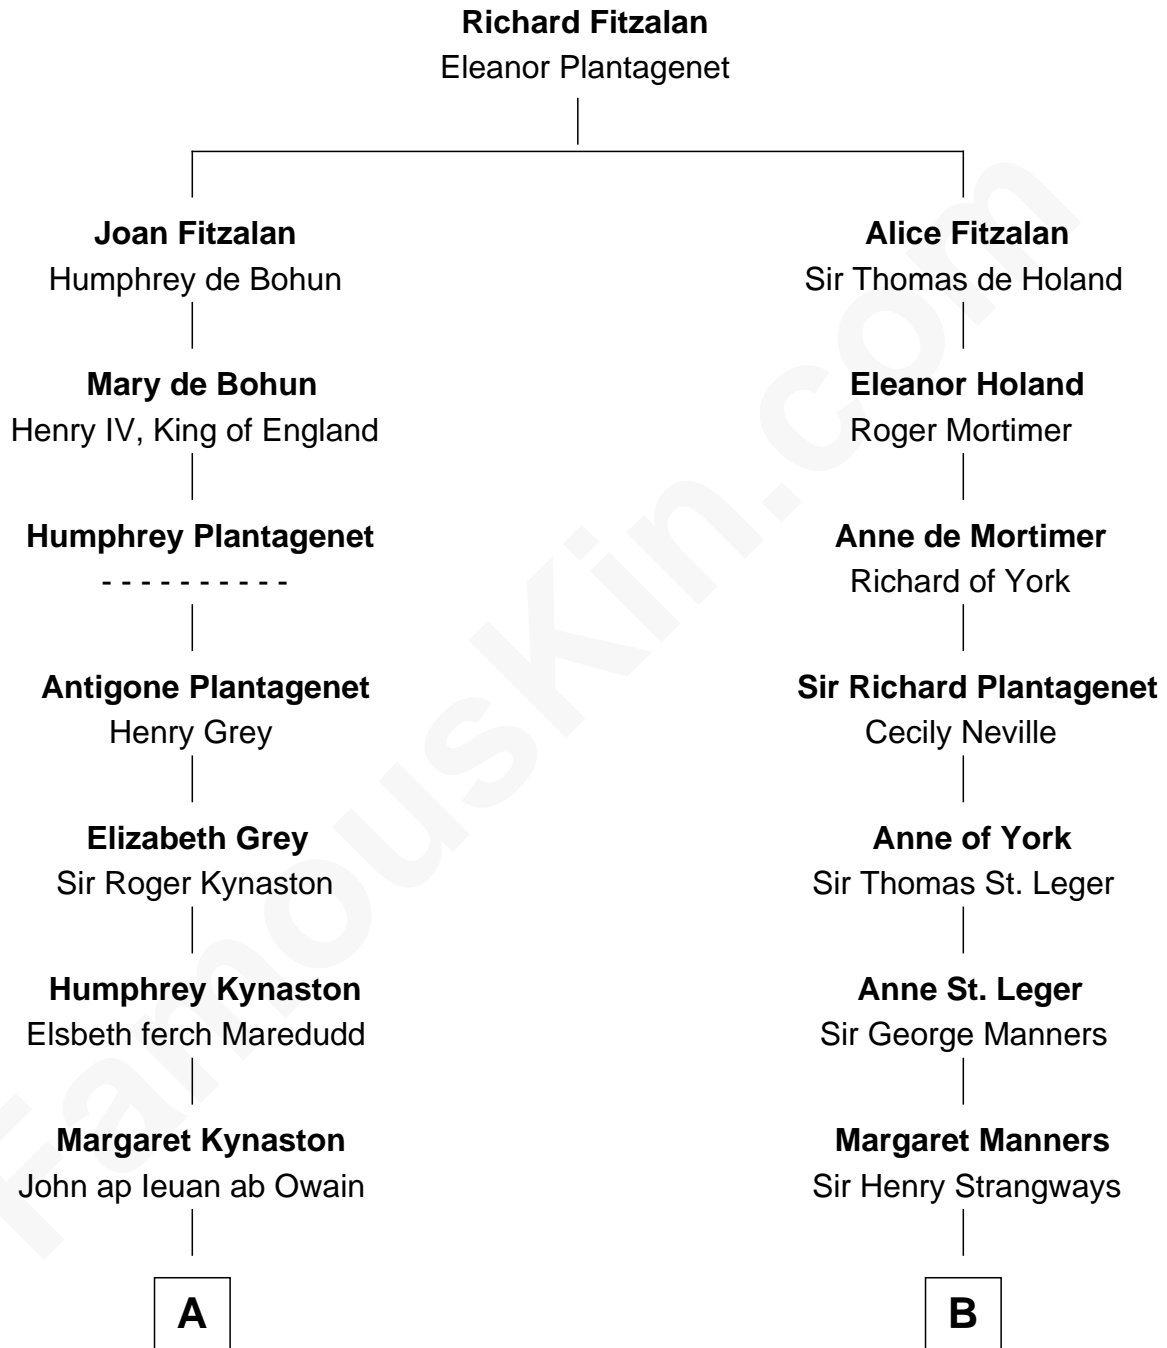 Richard Fitzalan
Eleanor Plantagenet
Joan Fitzalan
Humphrey de Bohun
Mary de Bohun
Henry IV, King of England
Humphrey Plantagenet
- - - - - - - - - -
Antigone Plantagenet
Henry Grey
Elizabeth Grey
Sir Roger Kynaston
Humphrey Kynaston
Elsbeth ferch Maredudd
Margaret Kynaston
John ap Ieuan ab Owain
A
Alice Fitzalan
Sir Thomas de Holand
Eleanor Holand
Roger Mortimer
Anne de Mortimer
Richard of York
Sir Richard Plantagenet
Cecily Neville
Anne of York
Sir Thomas St. Leger
Anne St. Leger
Sir George Manners
Margaret Manners
Sir Henry Strangways
B
FamousKin.com